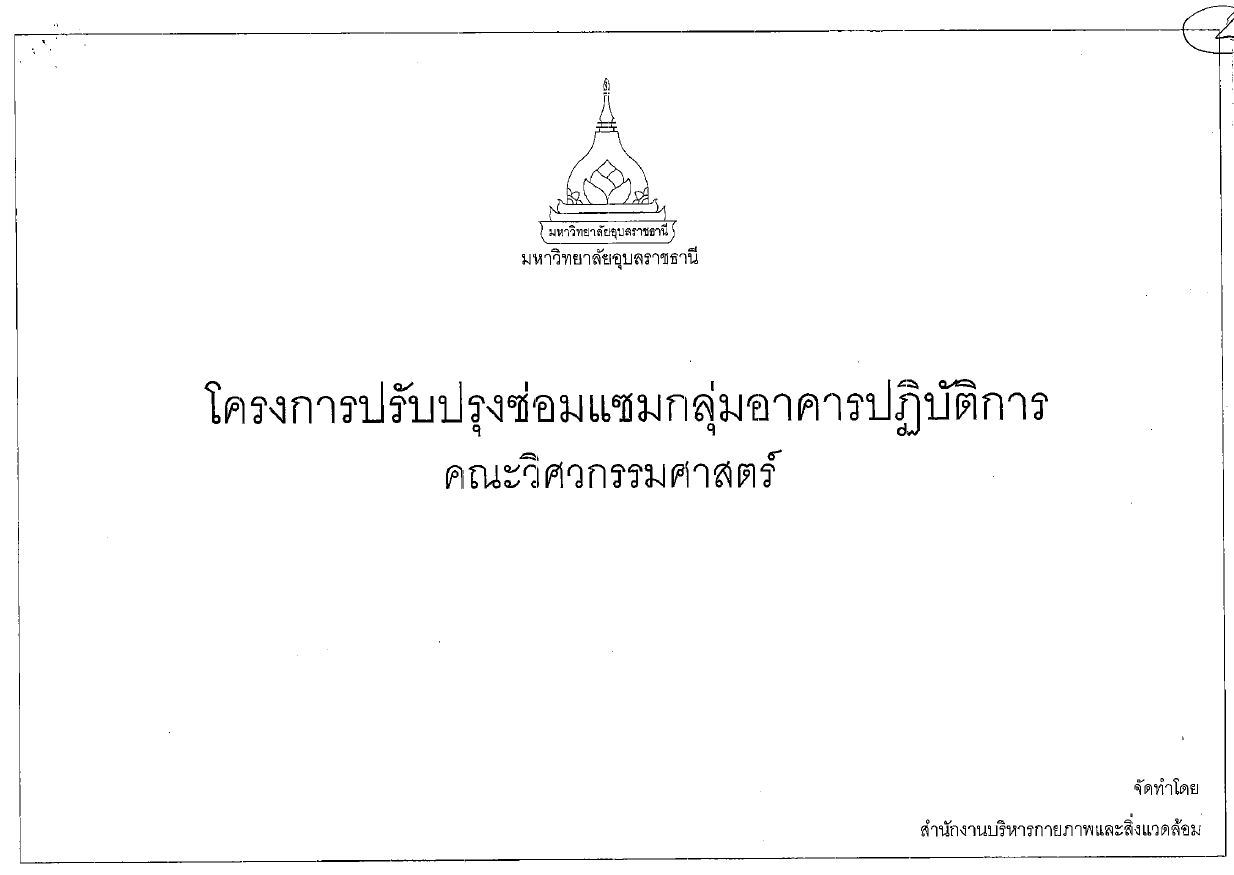 มหาวิทยาลัยอุบลราชธานี
มหาวิทยาลัยอุบลราชธานี
โครงการปรับปรุงซ่อมแซมกลุ่มอาคารปฏิบัติการ
คณะวิศวกรรมศาสตร์
จัดทำโดย
สำนักงานบริหารกายภาพและสิ่งแวดล้อม